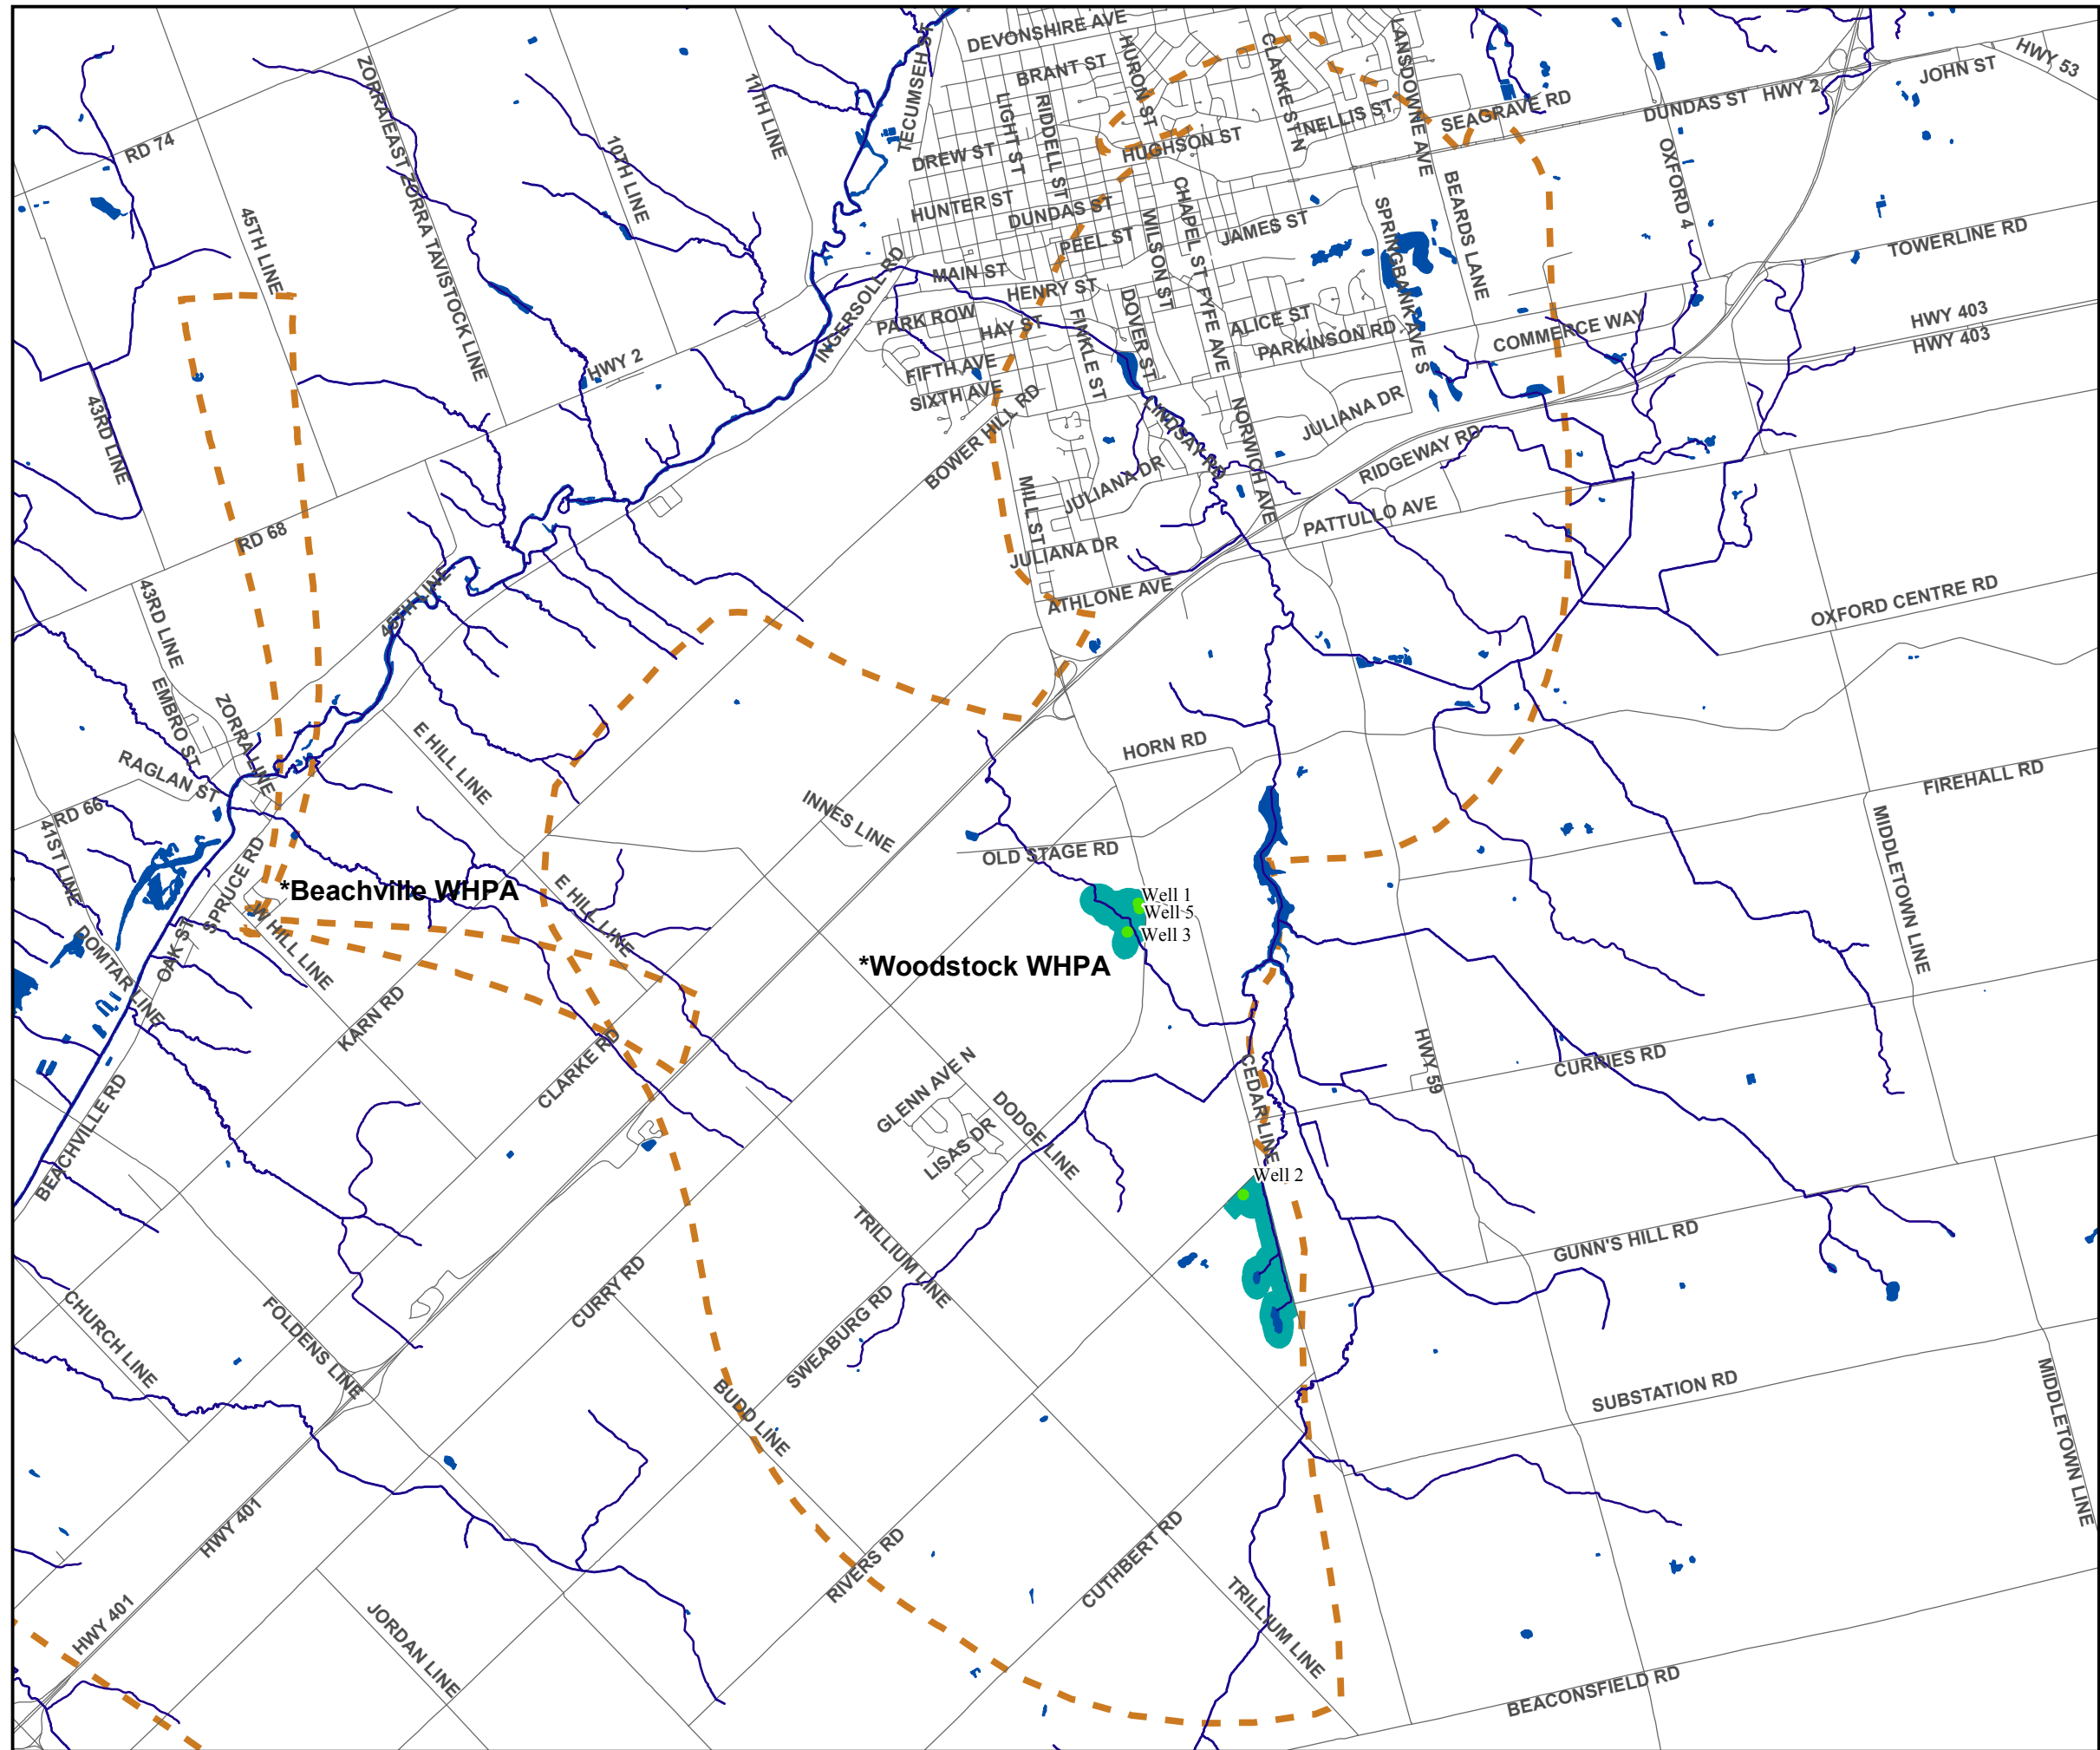 DEVONSHIRE AVE
TECUMSEH ST
BRANT ST
HURON ST
CLARKE ST N
LANSDOWNE AVE
HWY 53
JOHN ST
HWY 2
DUNDAS ST
SEAGRAVE RD
NELLIS ST
HUGHSON ST
LIGHT ST
RIDDELL ST
DREW ST
ZORRA/EAST ZORRA TAVISTOCK LINE
11TH LINE
10TH LINE
RD 74
45TH LINE
HUNTER ST
DUNDAS ST
PEEL ST
WILSON ST
CHAPEL ST
JAMES ST
SPRINGBANK AVE S
BEARDS LANE
OXFORD 4
TOWERLINE RD
MAIN ST
HENRY ST
INGERSOLL RD
PARK ROW
HAY ST
FINKLE ST
DOVER ST
FYFE AVE
ALICE ST
PARKINSON RD
COMMERCE WAY
HWY 403
HWY 403
HWY 2
FIFTH AVE
SIXTH AVE
BOWER HILL RD
LINDSAY RD
NORWICH AVE
JULIANA DR
RIDGEWAY RD
43RD LINE
MILL ST
JULIANA DR
PATTULLO AVE
RD 68
JULIANA DR
ATHLONE AVE
OXFORD CENTRE RD
43RD LINE
45TH LINE
EMBRO ST
ZORRA LINE
E HILL LINE
HORN RD
RAGLAN ST
RD 66
INNES LINE
FIREHALL RD
41ST LINE
SPRUCE RD
OLD STAGE RD
MIDDLETOWN LINE
*Beachville WHPA
E HILL LINE
Well 1
Well 5
Well 3
W HILL LINE
OAK ST
DOMTAR LINE
*Woodstock WHPA
KARN RD
CLARKE RD
GLENN AVE N
LISAS DR
DODGE LINE
CEDAR LINE
HWY 59
CURRIES RD
BEACHVILLE RD
Well 2
TRILLIUM LINE
GUNN'S HILL RD
CURRY RD
SWEABURG RD
CHURCH LINE
FOLDENS LINE
BUDD LINE
SUBSTATION RD
MIDDLETOWN LINE
HWY 401
RIVERS RD
CUTHBERT RD
TRILLIUM LINE
HWY 401
JORDAN LINE
BEACONSFIELD RD